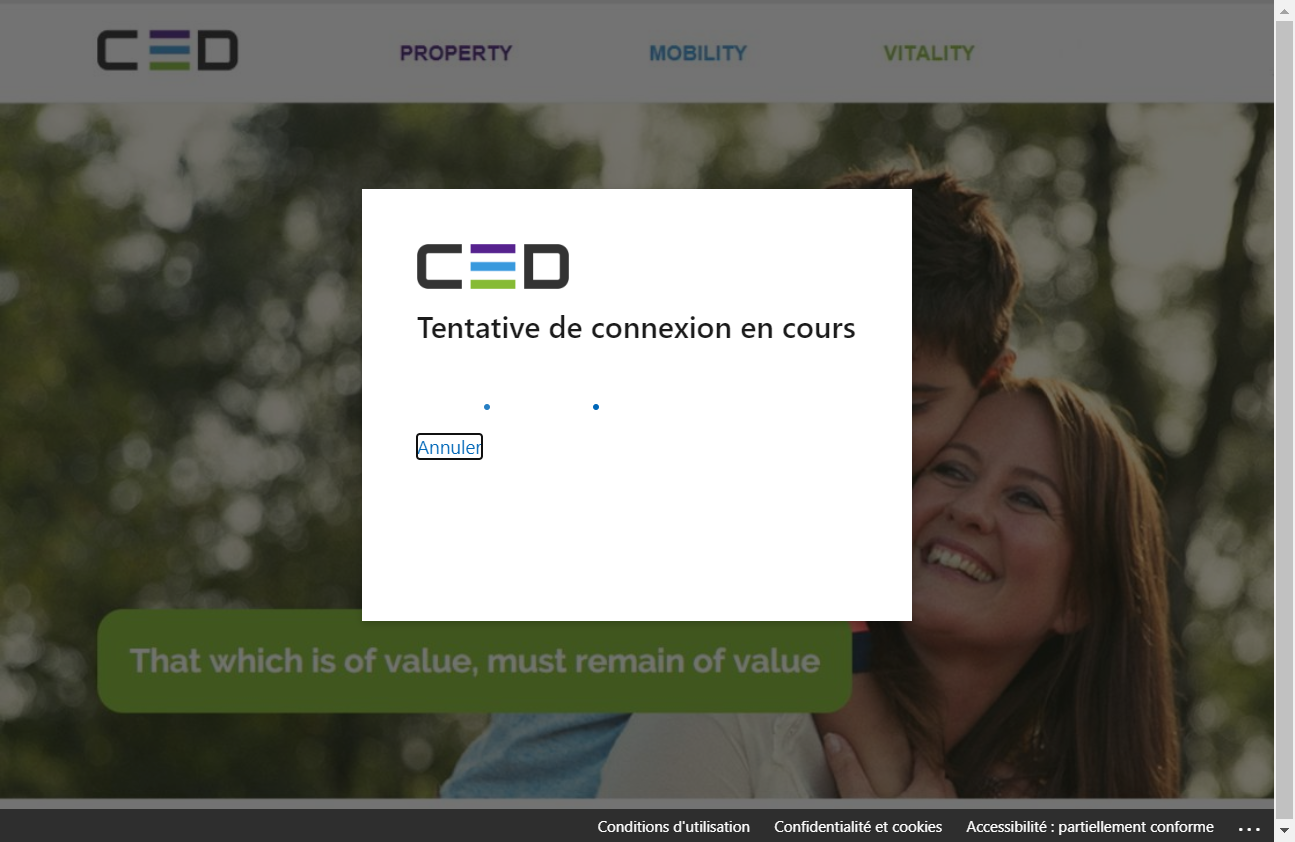 CED
PROPERTY
MOBILITY
VITALITY
CED
Tentative de connexion en cours
Annuler
That which is of value, must remain of value
Conditions d'utilisation
Confidentialité et cookies
Accessibilité : partiellement conforme
...